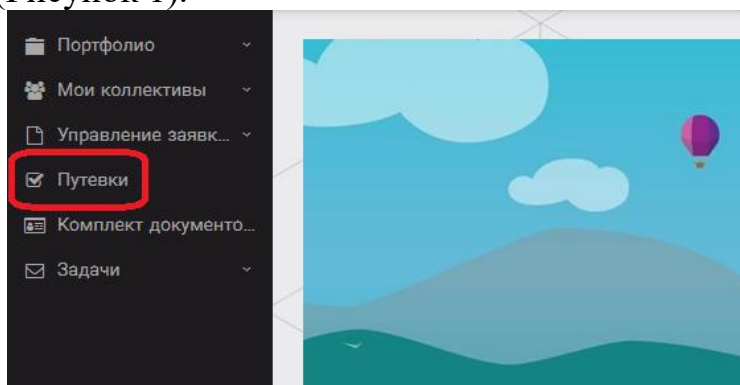 (Рисунок 1).
Портфолио
Мои коллективы
Управление заявк...
Путевки
Комплект документо...
Задачи